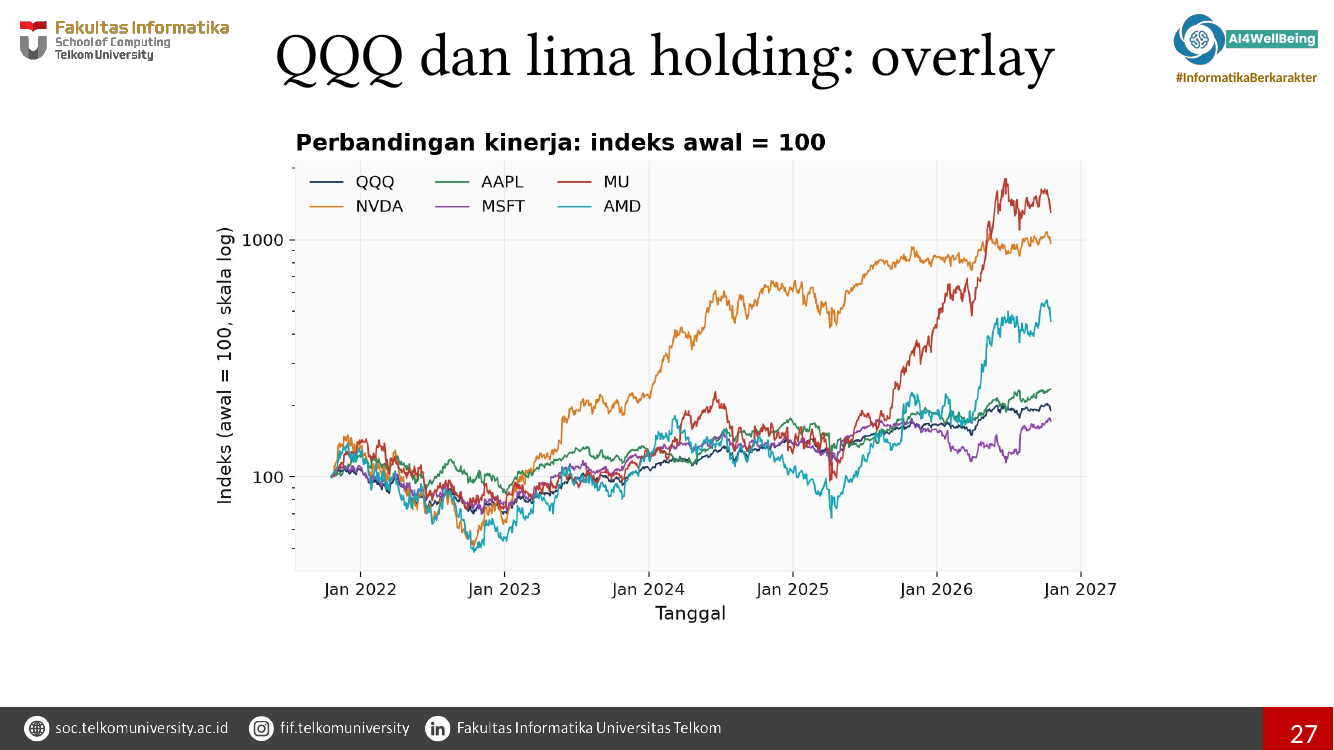 Fakultas Informatika
School of Computing
Telkom University
QQQ dan lima holding: overlay
AI4WellBeing
#InformatikaBerkarakter
Perbandingan kinerja: indeks awal = 100
QQQ
AAPL
MU
NVDA
MSFT
AMD
Indeks (awal = 100, skala log)
1000
100
Jan 2022
Jan 2023
Jan 2024
Jan 2025
Jan 2026
Jan 2027
Tanggal
soc.telkomuniversity.ac.id
fif.telkomuniversity
in
Fakultas Informatika Universitas Telkom
27